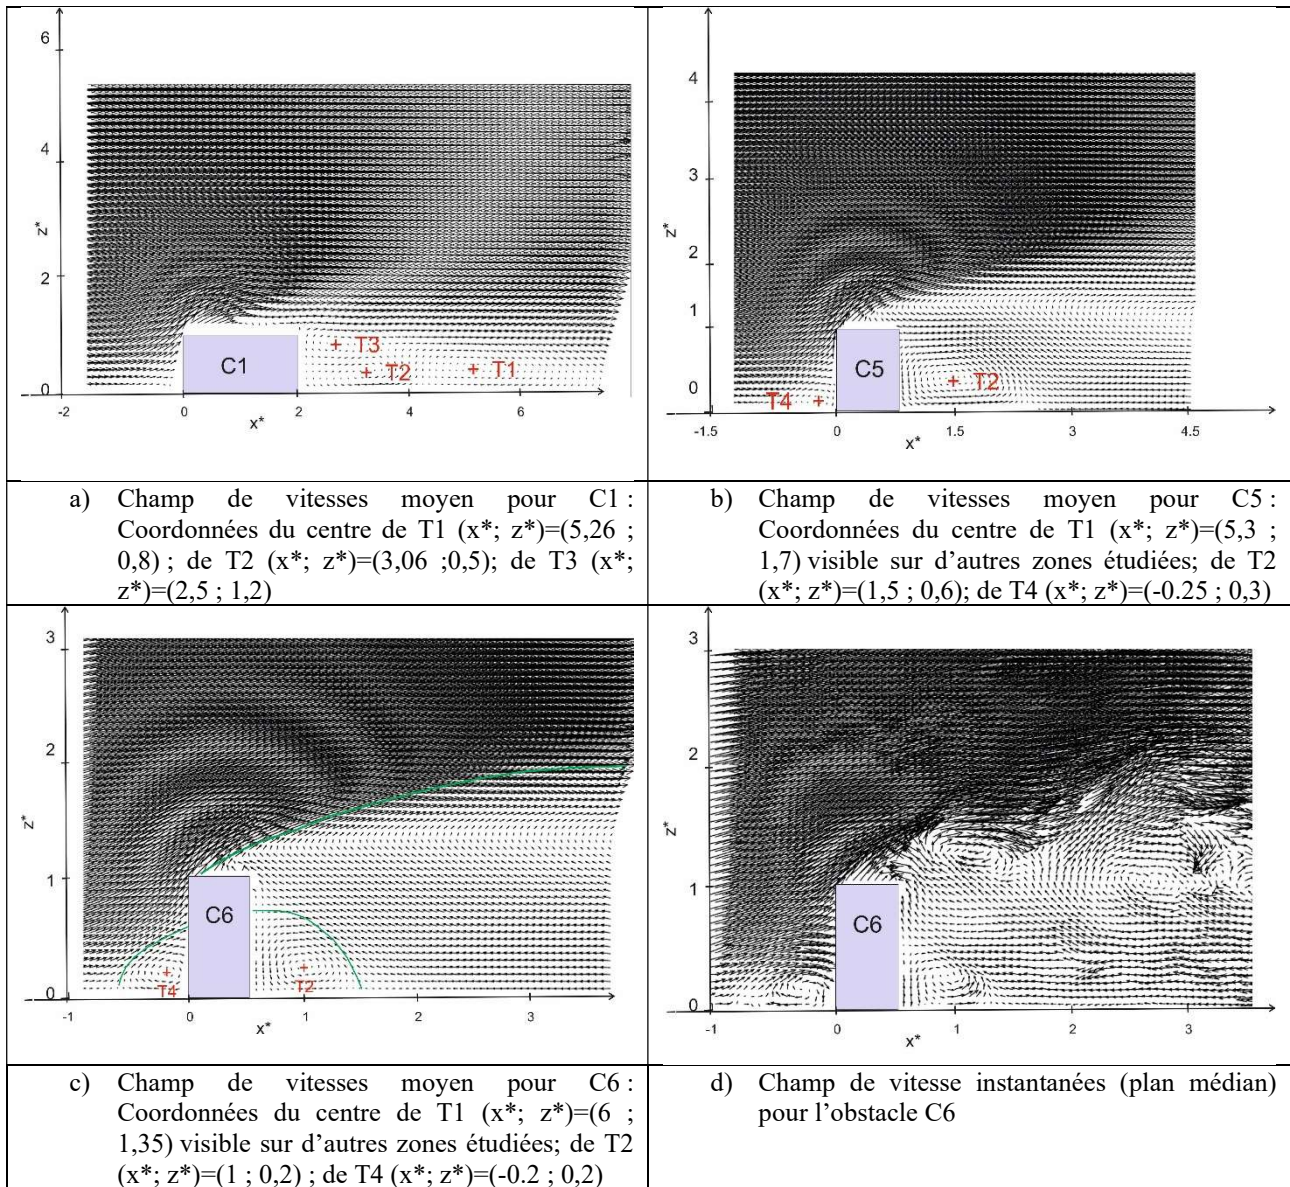 6
4
2
0
z*
-2
0
2
4
6
x*
C1
T3
T2
T1
4
3
2
1
0
z*
-1.5
0
1.5
3
4.5
x*
C5
T2
T4
a) Champ de vitesses moyen pour C1 :
Coordonnées du centre de T1 (x*; z*)=(5,26 ;
0,8) ; de T2 (x*; z*)=(3,06 ;0,5); de T3 (x*;
z*)=(2,5 ; 1,2)
b) Champ de vitesses moyen pour C5 :
Coordonnées du centre de T1 (x*; z*)=(5,3 ;
1,7) visible sur d’autres zones étudiées; de T2
(x*; z*)=(1,5 ; 0,6); de T4 (x*; z*)=(-0.25 ; 0,3)
3
2
1
0
z*
-1
0
1
2
3
x*
C6
T4
T2
3
2
1
0
z*
-1
0
1
2
3
x*
C6
c) Champ de vitesses moyen pour C6 :
Coordonnées du centre de T1 (x*; z*)=(6 ;
1,35) visible sur d’autres zones étudiées; de T2
(x*; z*)=(1 ; 0,2) ; de T4 (x*; z*)=(-0.2 ; 0,2)
d) Champ de vitesse instantanées (plan médian)
pour l’obstacle C6